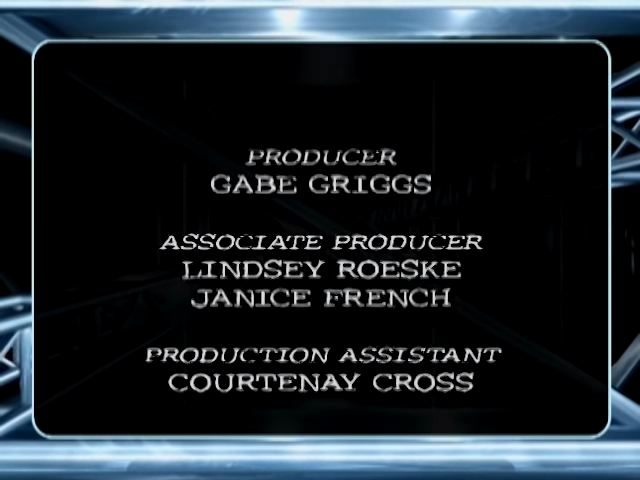 PRODUCER
GABE GRIGGS
ASSOCIATE PRODUCER
LINDSEY ROESKE
JANICE FRENCH
PRODUCTION ASSISTANT
COURTENAY CROSS